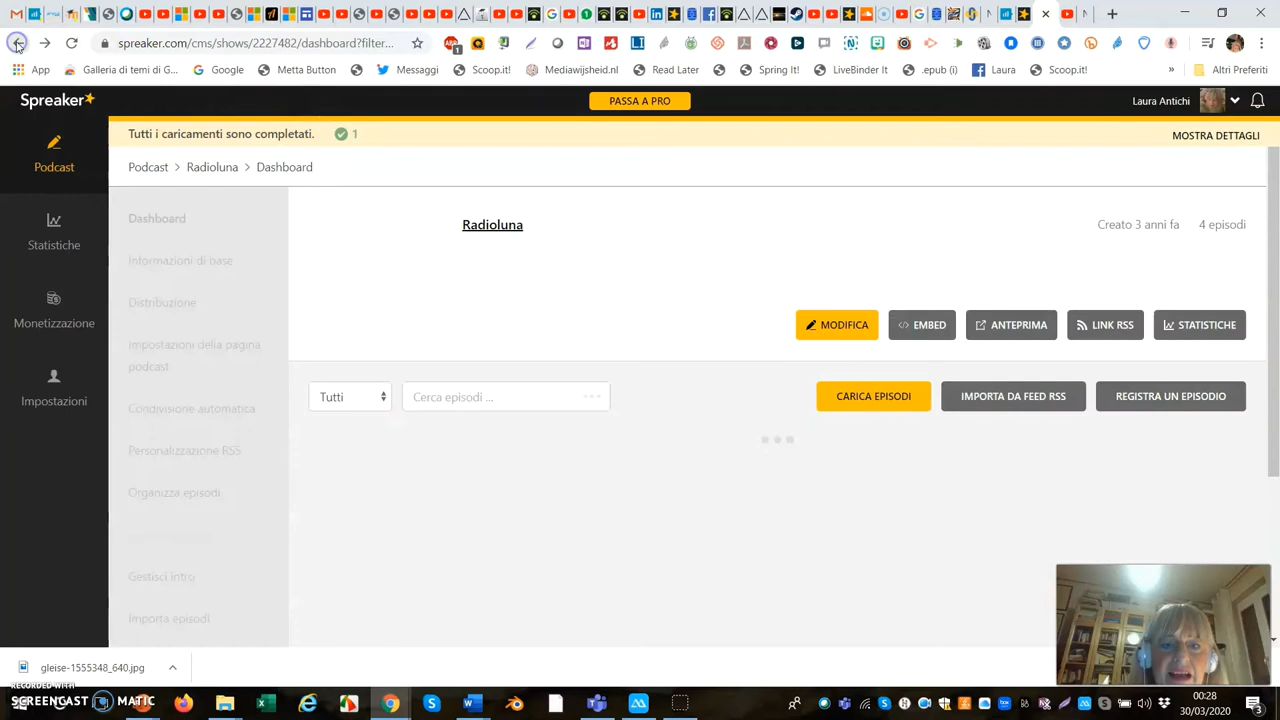 spreaker.com/cms/shows/2227482/dashboard?filter...
App
Galleria di temi di G...
Google
Metta Button
Messaggi
Scoop.it!
Mediawijsheid.nl
Read Later
Spring It!
LiveBinder It
.epub (i)
Laura
Scoop.it!
»
Altri Preferiti
Spreaker
PASSA A PRO
Laura Antichi
Podcast
Statistiche
Monetizzazione
Impostazioni
Tutti i caricamenti sono completati. 1
MOSTRA DETTAGLI
Podcast > Radioluna > Dashboard
Dashboard
Informazioni di base
Distribuzione
Impostazioni della pagina
podcast
Condivisione automatica
Personalizzazione RSS
Organizza episodi
Gestisci intro
Importa episodi
Radioluna
Creato 3 anni fa 4 episodi
MODIFICA
</> EMBED
ANTEPRIMA
LINK RSS
STATISTICHE
Tutti
Cerca episodi ...
CARICA EPISODI
IMPORTA DA FEED RSS
REGISTRA UN EPISODIO
gleise-1555348_640.jpg
RECORDED WITH
SCREENCAST MATIC
00:28
30/03/2020
3